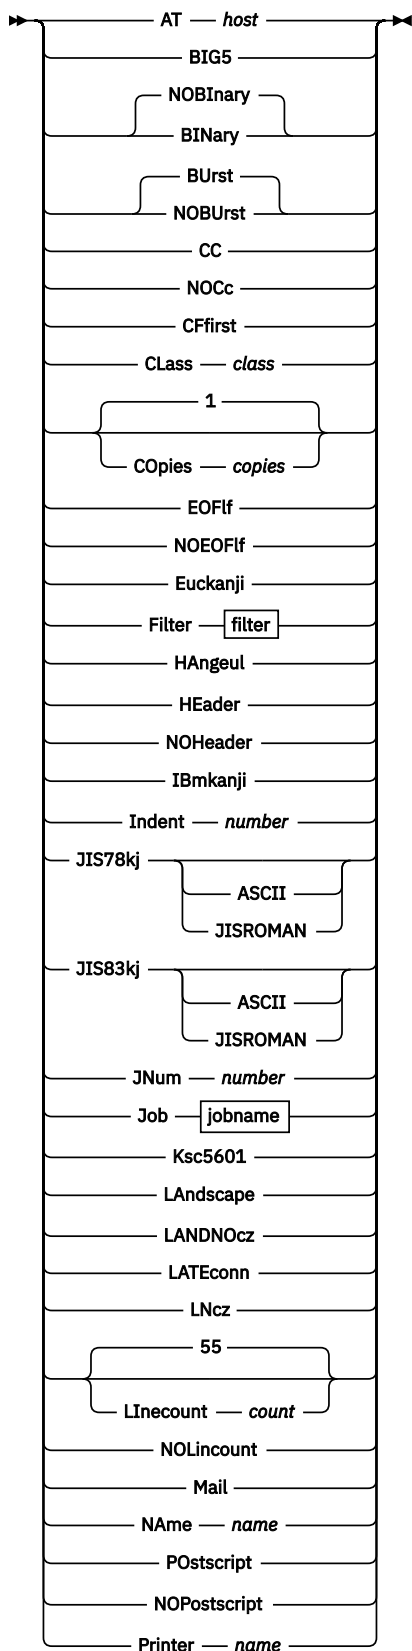 AT host
BIG5
NOBInary
BINary
BUrst
NOBUrst
CC
NOCc
CFfirst
CLass class
1
COpies copies
EOFlf
NOEOFlf
Euckanji
Filter filter
HAngeul
HEader
NOHeader
IBmkanji
Indent number
JIS78kj
ASCII
JISROMAN
JIS83kj
ASCII
JISROMAN
JNum number
Job jobname
Ksc5601
LAndscape
LANDNOcz
LATEconn
LNcz
55
LInecount count
NOLincount
Mail
NAme name
POstscript
NOPostscript
Printer name